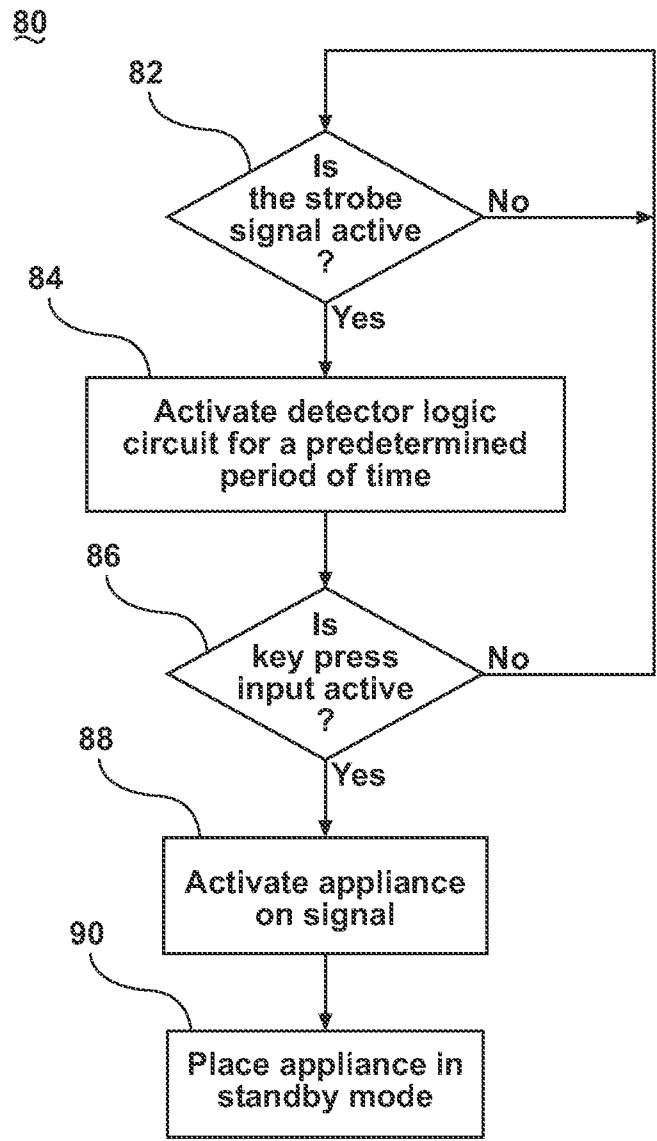 80
82
Is
the strobe
signal active
?
No
Yes
84
Activate detector logic
circuit for a predetermined
period of time
86
Is
key press
input active
?
No
Yes
88
Activate appliance
on signal
90
Place appliance in
standby mode